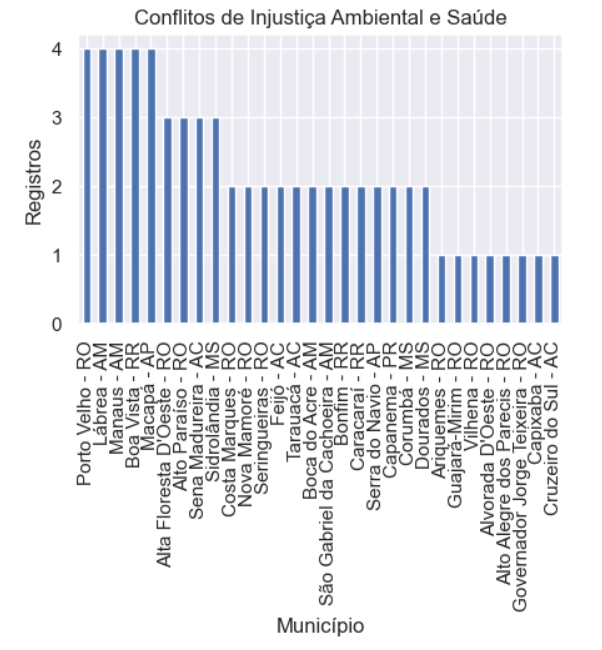 Conflitos de Injustiça Ambiental e Saúde
4
3
2
1
0
Registros
Porto Velho - RO
Lábrea - AM
Manaus - AM
Boa Vista - RR
Macapá - AP
Alta Floresta D'Oeste - RO
Alto Paraíso - RO
Sena Madureira - AC
Sidrolândia - MS
Costa Marques - RO
Nova Mamoré - RO
Seringueiras - RO
Feijó - AC
Tarauacá - AC
Boca do Acre - AM
São Gabriel da Cachoeira - AM
Bonfim - RR
Caracaraí - RR
Serra do Navio - AP
Capanema - PR
Corumbá - MS
Dourados - MS
Ariquemes - RO
Guajará-Mirim - RO
Vilhena - RO
Alvorada D'Oeste - RO
Alto Alegre dos Parecis - RO
Governador Jorge Teixeira - RO
Capixaba - AC
Cruzeiro do Sul - AC
Município